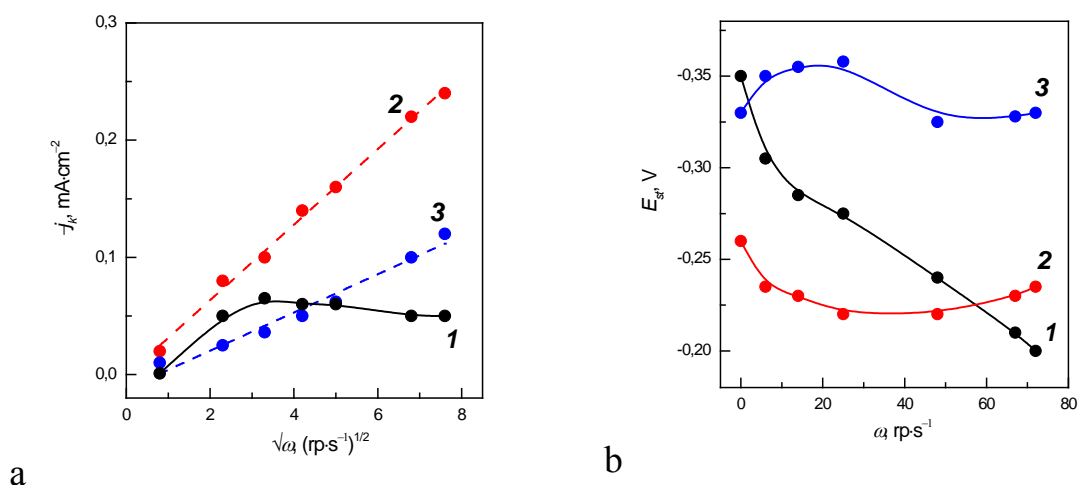 0,3
0,2
0,1
0,0
0 2 4 6 8
–j_k, mA·cm⁻²
√ω, (rp·s⁻¹)^1/2
2
3
1
a
-0,35
-0,30
-0,25
-0,20
0 20 40 60 80
E_st, V
ω, rp·s⁻¹
3
2
1
b